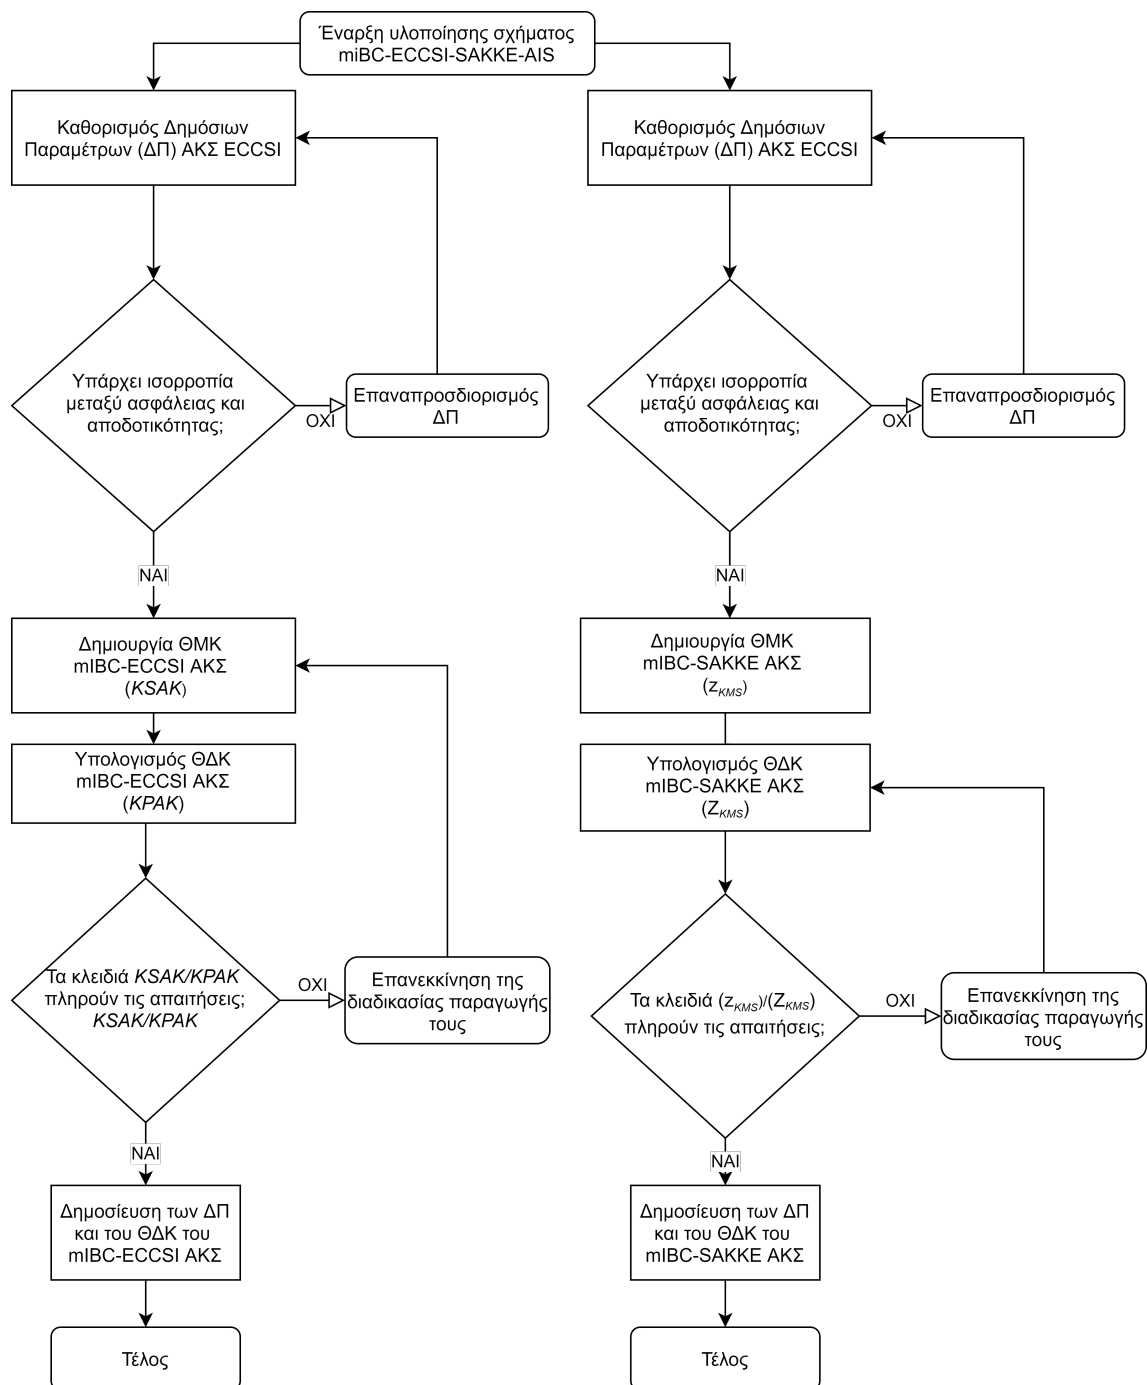 Έναρξη υλοποίησης σχήματος
miBC-ECCSI-SAKKE-AIS
Καθορισμός Δημόσιων
Παραμέτρων (ΔΠ) ΑΚΣ ECCSI
Υπάρχει ισορροπία
μεταξύ ασφάλειας και
αποδοτικότητας;
ΟΧΙ
Επαναπροσδιορισμός
ΔΠ
ΝΑΙ
Δημιουργία ΘΜΚ
mIBC-ECCSI ΑΚΣ
(KSAK)
Υπολογισμός ΘΔΚ
mIBC-ECCSI ΑΚΣ
(KPAK)
Τα κλειδιά KSAK/KPAK
πληρούν τις απαιτήσεις;
KSAK/KPAK
ΟΧΙ
Επανεκκίνηση της
διαδικασίας παραγωγής
τους
ΝΑΙ
Δημοσίευση των ΔΠ
και του ΘΔΚ του
mIBC-ECCSI ΑΚΣ
Τέλος
Καθορισμός Δημόσιων
Παραμέτρων (ΔΠ) ΑΚΣ ECCSI
Υπάρχει ισορροπία
μεταξύ ασφάλειας και
αποδοτικότητας;
ΟΧΙ
Επαναπροσδιορισμός
ΔΠ
ΝΑΙ
Δημιουργία ΘΜΚ
mIBC-SAKKE ΑΚΣ
(z_KMS)
Υπολογισμός ΘΔΚ
mIBC-SAKKE ΑΚΣ
(Z_KMS)
Τα κλειδιά (z_KMS)/(Z_KMS)
πληρούν τις απαιτήσεις;
ΟΧΙ
Επανεκκίνηση της
διαδικασίας παραγωγής
τους
ΝΑΙ
Δημοσίευση των ΔΠ
και του ΘΔΚ του
mIBC-SAKKE ΑΚΣ
Τέλος